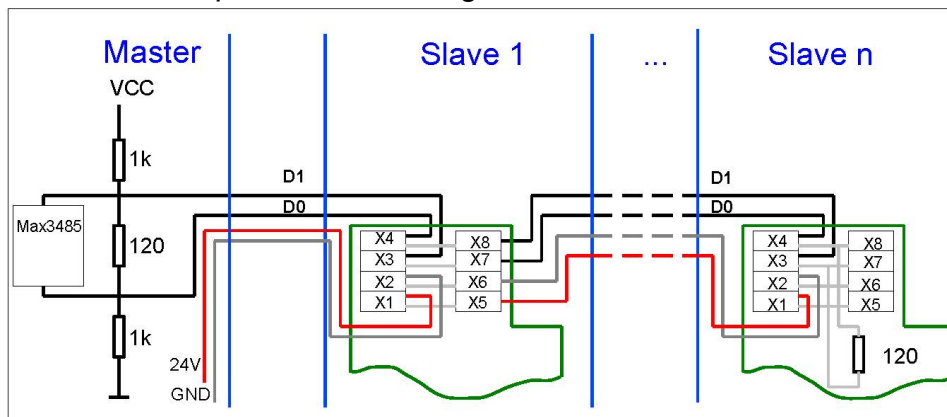 Master Slave 1 ... Slave n
VCC
1k
D1 D1
D0 D0
Max3485
120
X4 X8 X4 X8
X3 X7 X3 X7
X2 X6 X2 X6
X1 X5 X1 X5
1k
120
24V
GND